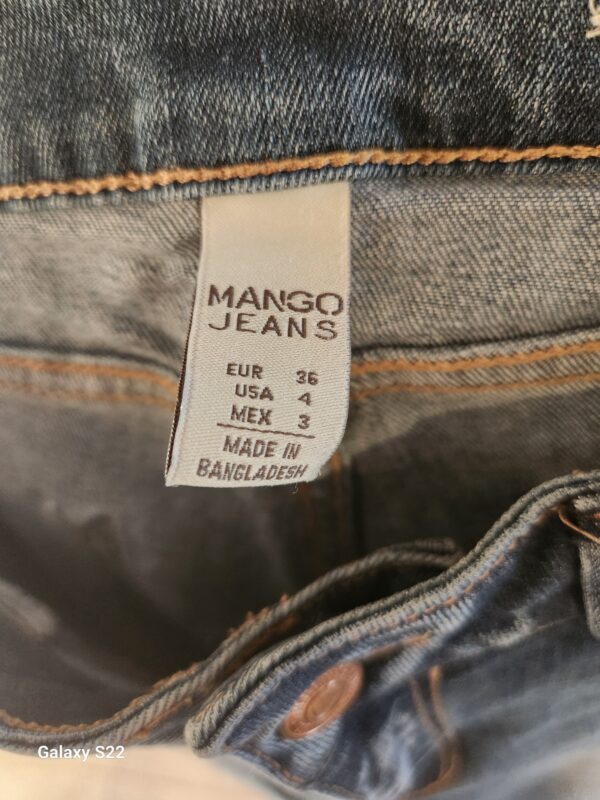 MANGO
JEANS
EUR 36
USA 4
MEX 3
MADE IN
BANGLADESH
Galaxy S22